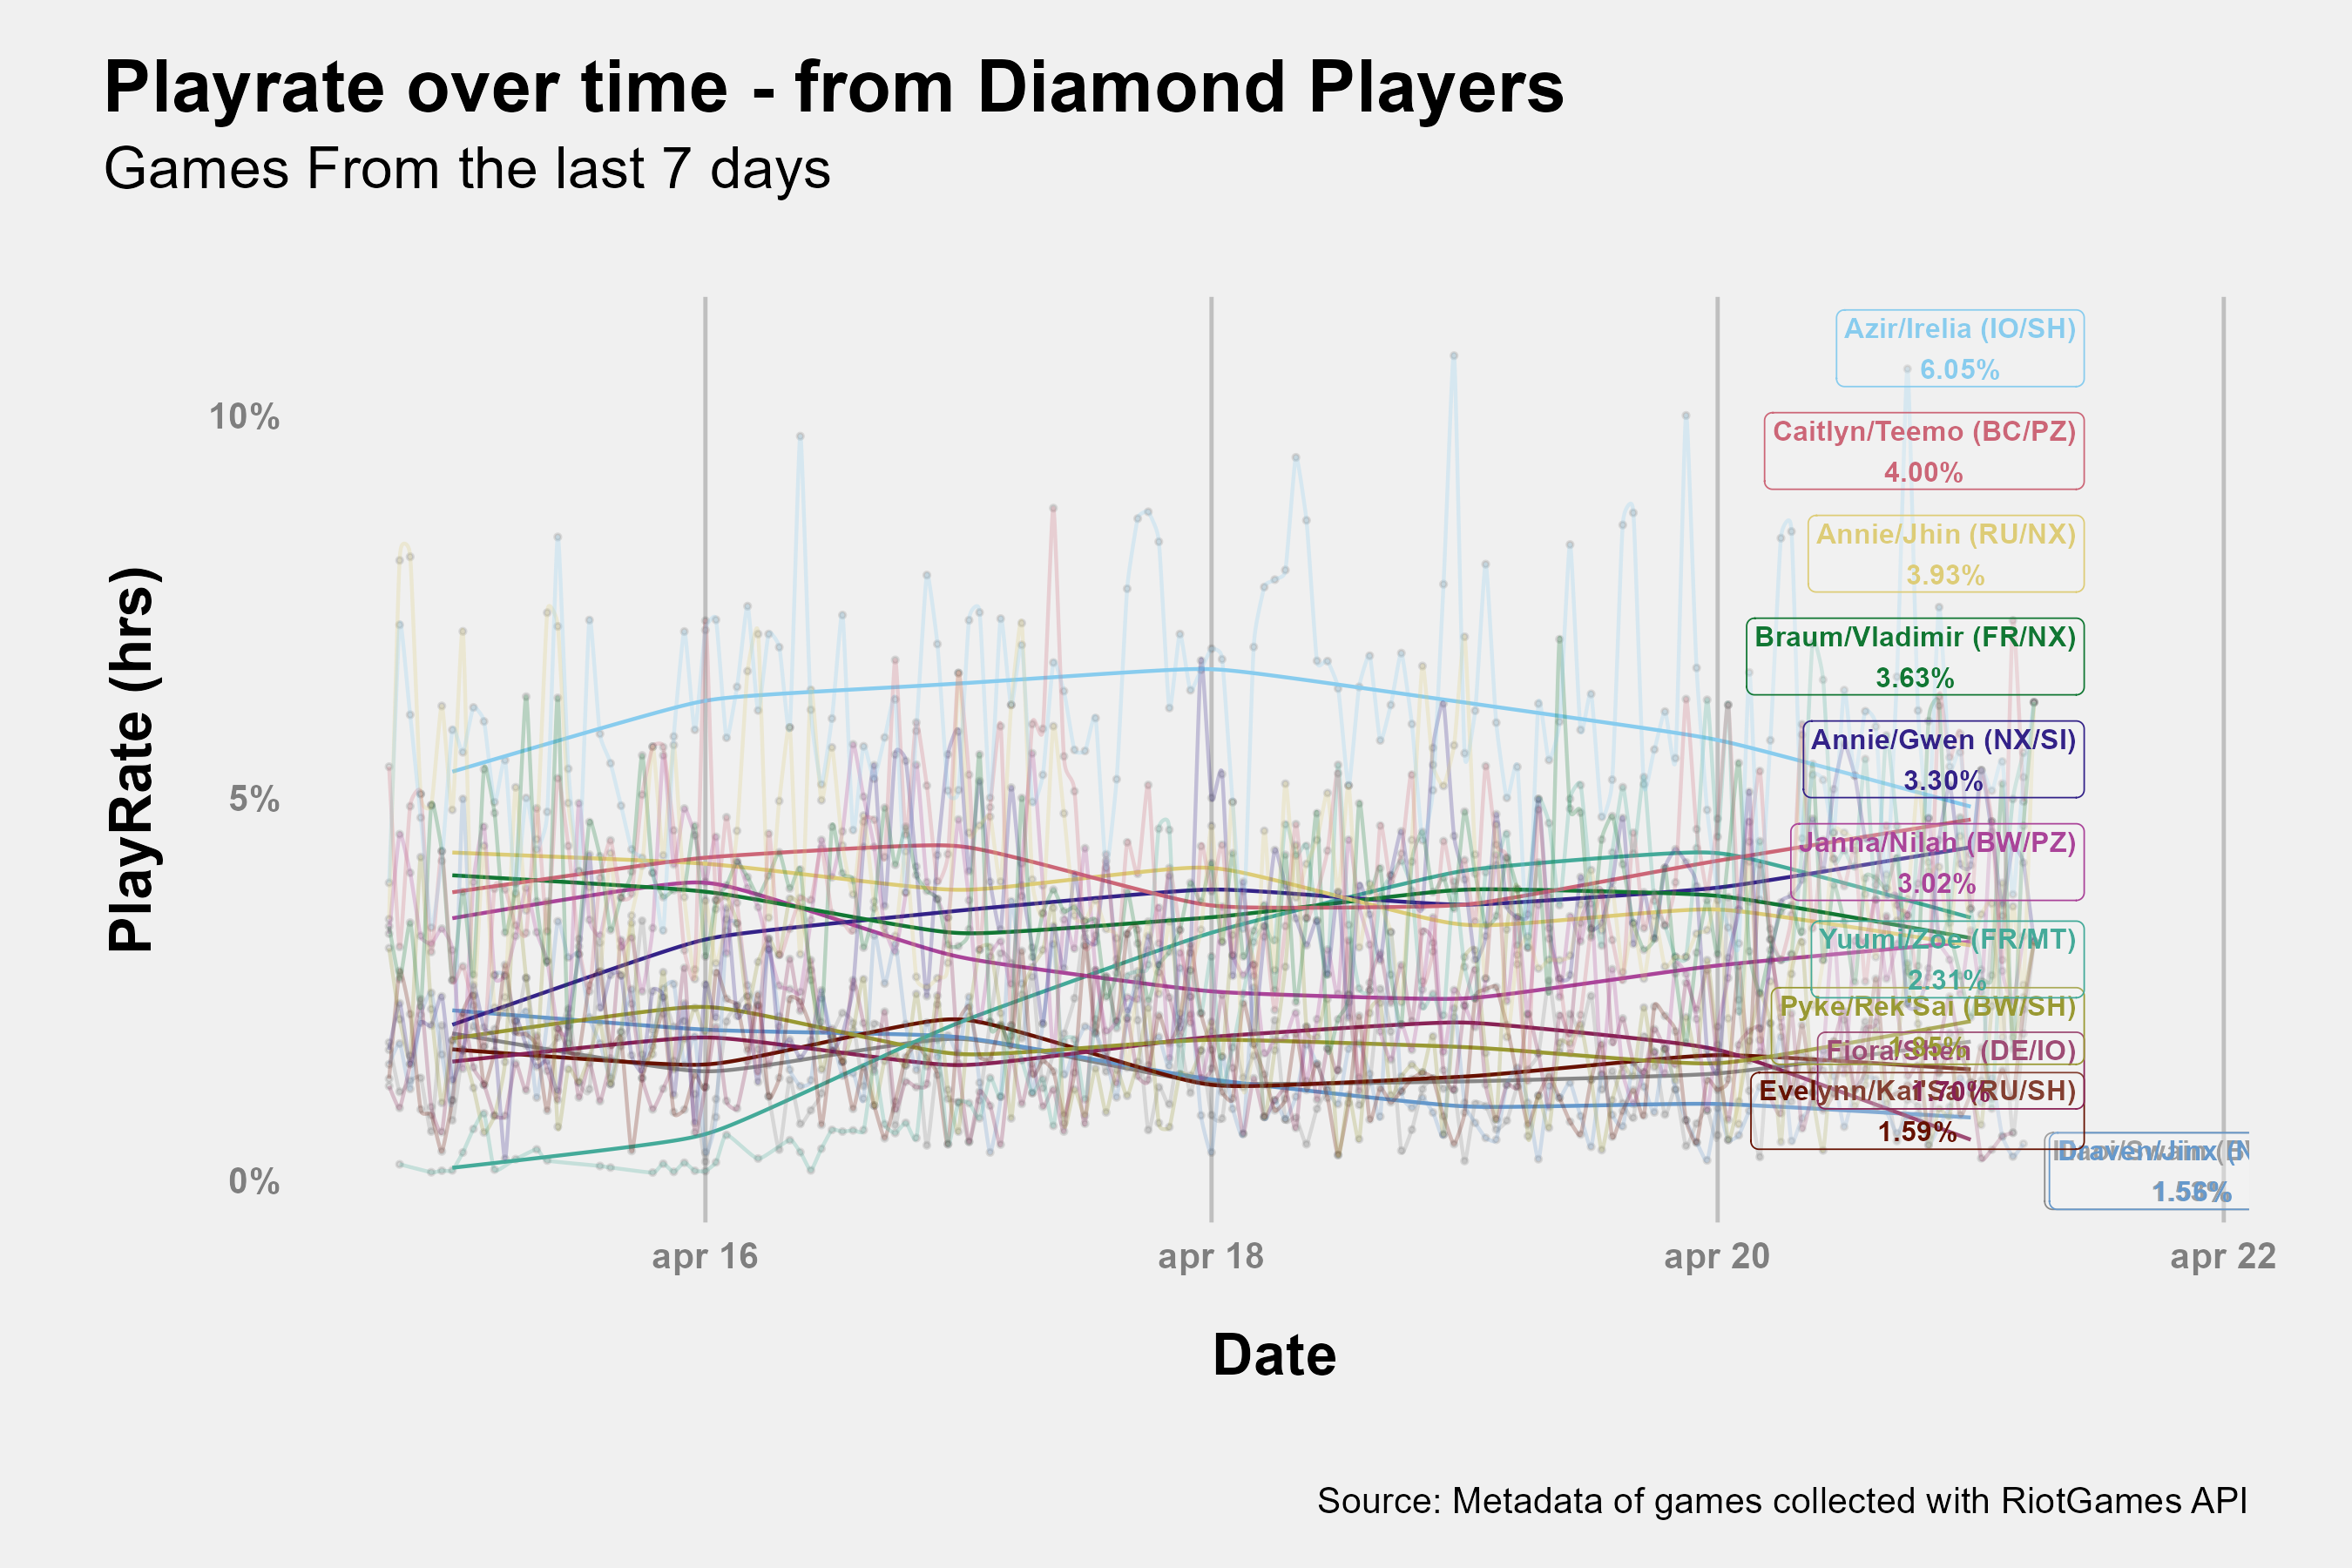 Playrate over time - from Diamond Players
Games From the last 7 days
PlayRate (hrs)
10%
5%
0%
Azir/Irelia (IO/SH)
6.05%
Caitlyn/Teemo (BC/PZ)
4.00%
Annie/Jhin (RU/NX)
3.93%
Braum/Vladimir (FR/NX)
3.63%
Annie/Gwen (NX/SI)
3.30%
Janna/Nilah (BW/PZ)
3.02%
Yuumi/Zoe (FR/MT)
2.31%
Pyke/Rek'Sai (BW/SH)
Fiora/Shen (DE/IO)
1.70%
Evelynn/Kai'Sa (RU/SH)
1.59%
Draven/Jinx
apr 16
apr 18
apr 20
apr 22
Date
Source: Metadata of games collected with RiotGames API